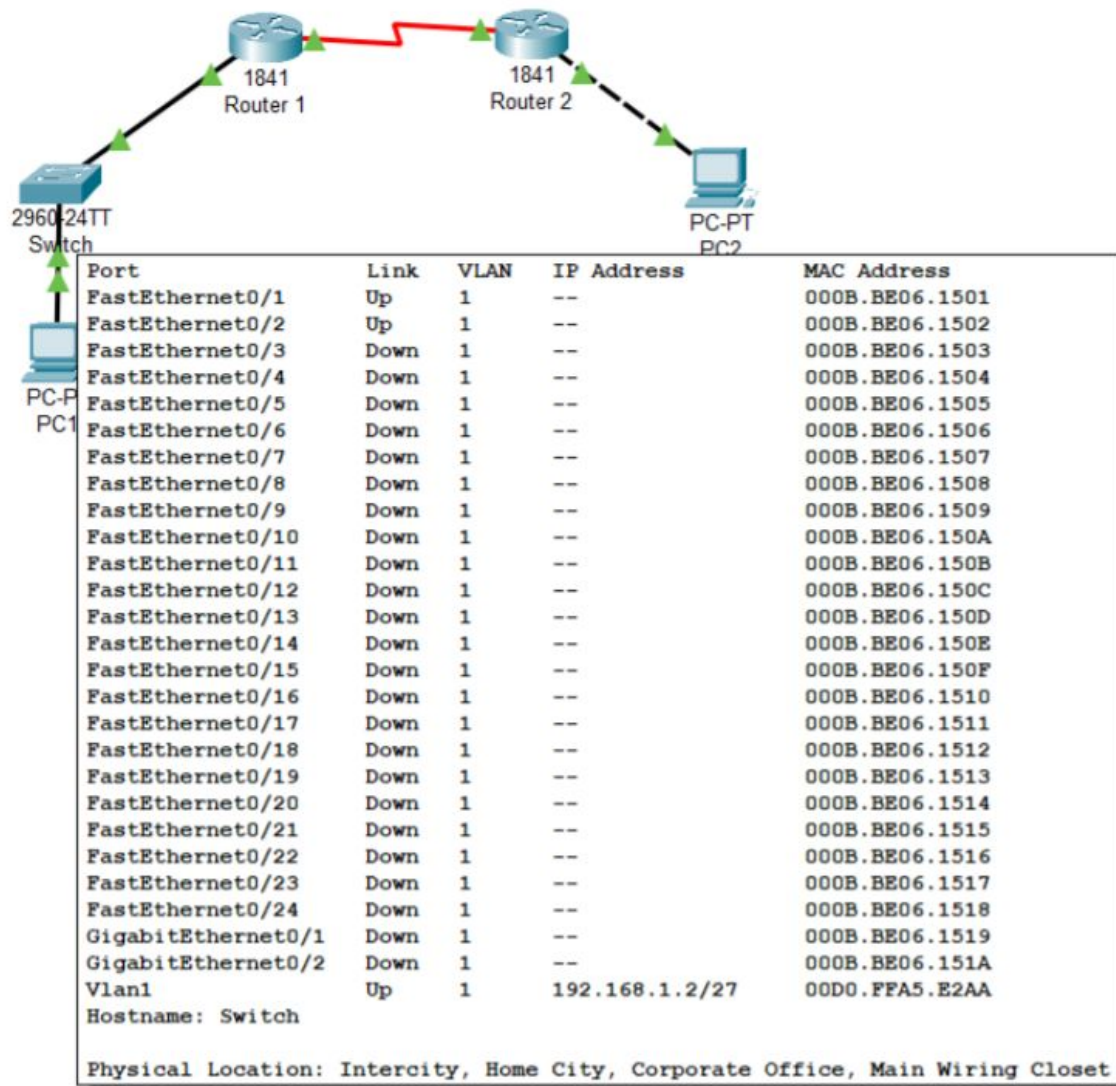 1841
Router 1
1841
Router 2
2960-24TT
Switch
PC-PT
PC2
PC1
Port Link VLAN IP Address MAC Address
FastEthernet0/1 Up 1 -- 000B.BE06.1501
FastEthernet0/2 Up 1 -- 000B.BE06.1502
FastEthernet0/3 Down 1 -- 000B.BE06.1503
FastEthernet0/4 Down 1 -- 000B.BE06.1504
FastEthernet0/5 Down 1 -- 000B.BE06.1505
FastEthernet0/6 Down 1 -- 000B.BE06.1506
FastEthernet0/7 Down 1 -- 000B.BE06.1507
FastEthernet0/8 Down 1 -- 000B.BE06.1508
FastEthernet0/9 Down 1 -- 000B.BE06.1509
FastEthernet0/10 Down 1 -- 000B.BE06.150A
FastEthernet0/11 Down 1 -- 000B.BE06.150B
FastEthernet0/12 Down 1 -- 000B.BE06.150C
FastEthernet0/13 Down 1 -- 000B.BE06.150D
FastEthernet0/14 Down 1 -- 000B.BE06.150E
FastEthernet0/15 Down 1 -- 000B.BE06.150F
FastEthernet0/16 Down 1 -- 000B.BE06.1510
FastEthernet0/17 Down 1 -- 000B.BE06.1511
FastEthernet0/18 Down 1 -- 000B.BE06.1512
FastEthernet0/19 Down 1 -- 000B.BE06.1513
FastEthernet0/20 Down 1 -- 000B.BE06.1514
FastEthernet0/21 Down 1 -- 000B.BE06.1515
FastEthernet0/22 Down 1 -- 000B.BE06.1516
FastEthernet0/23 Down 1 -- 000B.BE06.1517
FastEthernet0/24 Down 1 -- 000B.BE06.1518
GigabitEthernet0/1 Down 1 -- 000B.BE06.1519
GigabitEthernet0/2 Down 1 -- 000B.BE06.151A
Vlan1 Up 1 192.168.1.2/27 00D0.FFA5.E2AA
Hostname: Switch
Physical Location: Intercity, Home City, Corporate Office, Main Wiring Closet